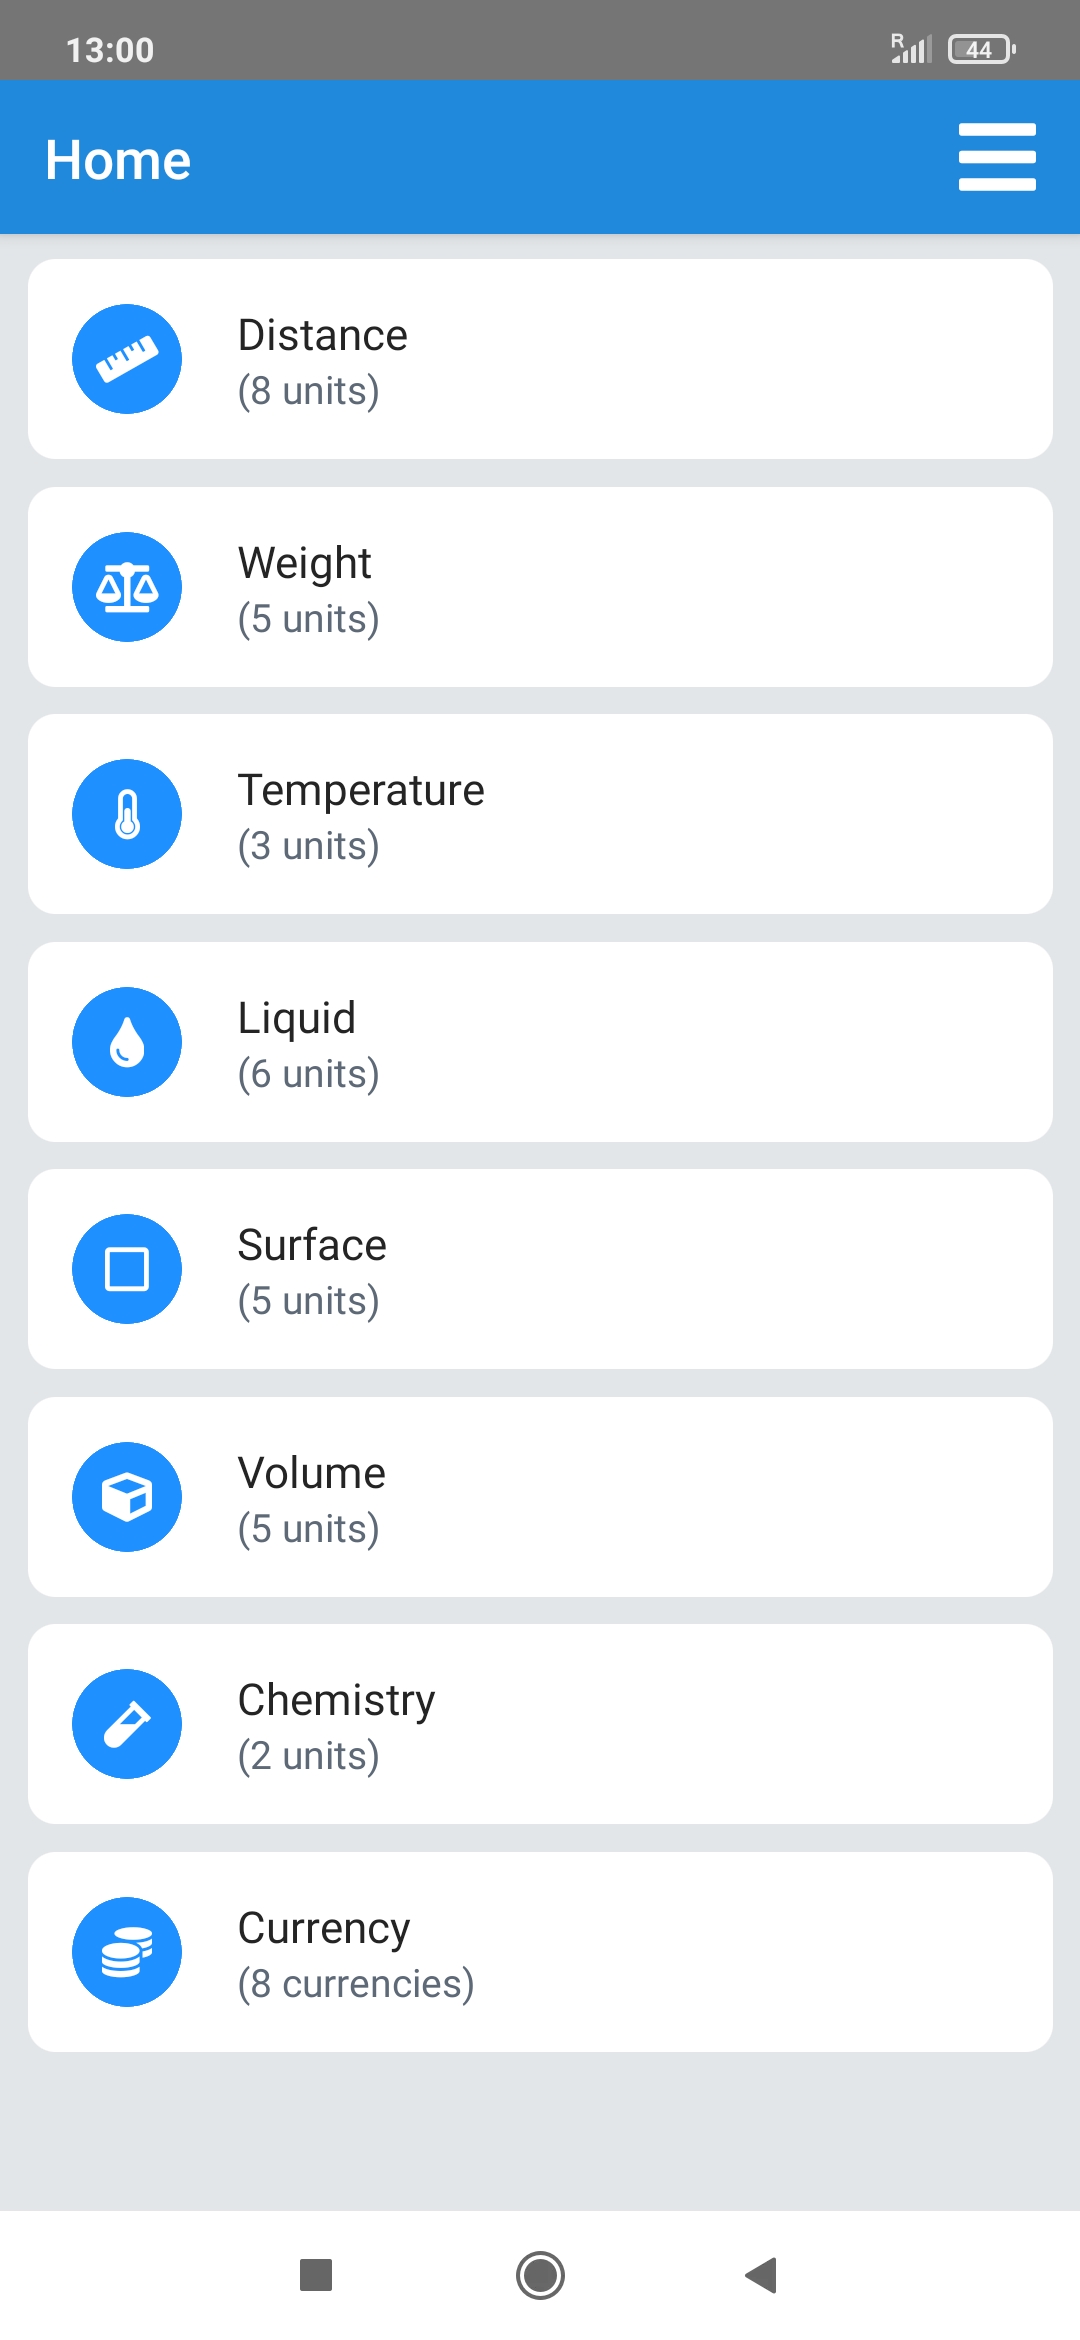 13:00
R
44
Home
Distance
(8 units)
Weight
(5 units)
Temperature
(3 units)
Liquid
(6 units)
Surface
(5 units)
Volume
(5 units)
Chemistry
(2 units)
Currency
(8 currencies)